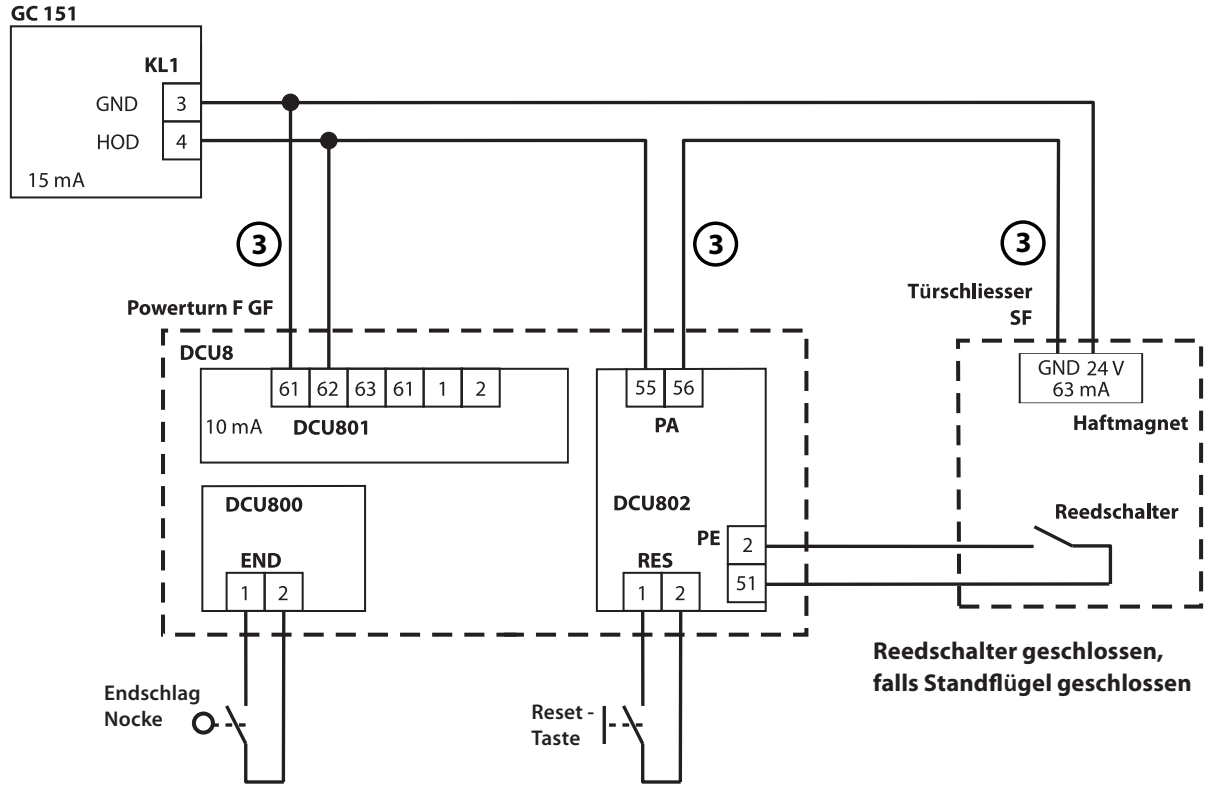 GC 151
KL1
GND 3
HOD 4
15 mA
3 3 3
Powerturn F GF
Türschliesser
SF
DCU8
61 62 63 61 1 2
10 mA DCU801
55 56
PA
GND 24 V
63 mA
Haftmagnet
DCU800
END
1 2
DCU802
PE 2
51
RES
1 2
Reedschalter
Reedschalter geschlossen,
falls Standflügel geschlossen
Endschlag
Nocke
Reset -
Taste